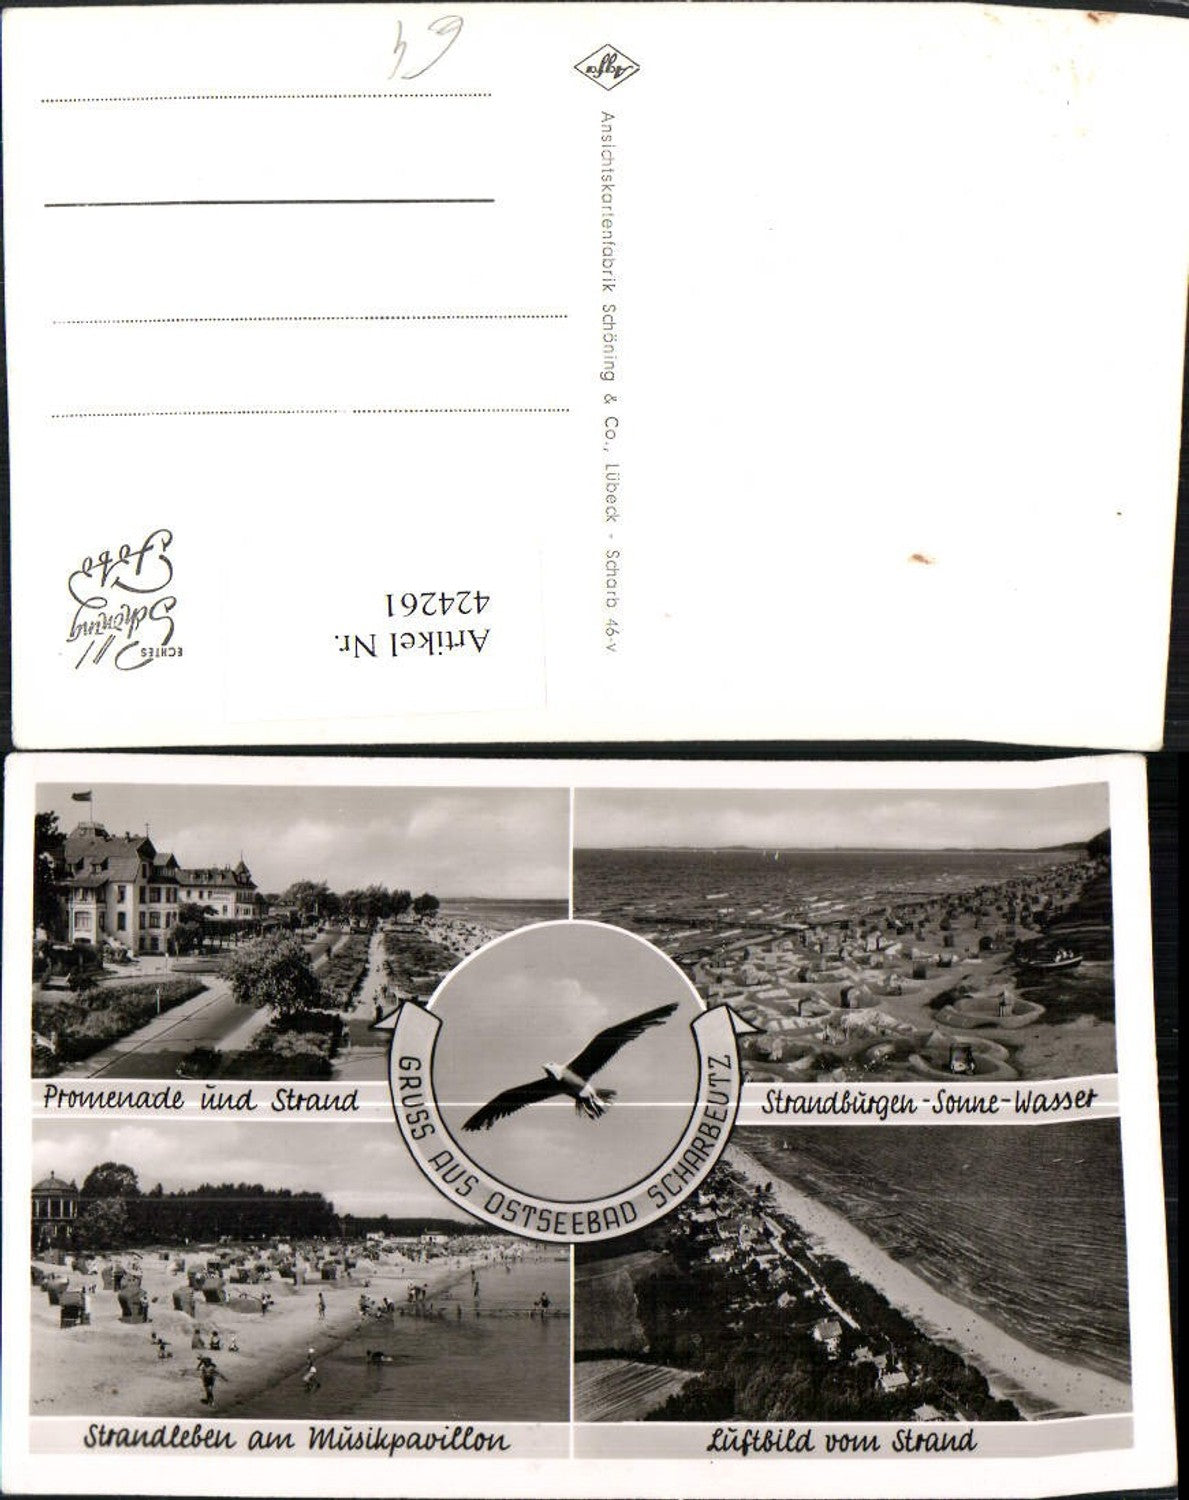 64
Agfa
Ansichtskartenfabrik Schöning & Co., Lübeck - Scharb 46-v
Artikel Nr.
424261
ECHTES
Schöning
Foto
GRUSS AUS OSTSEEBAD SCHARBEUTZ
Promenade und Strand
Strandburgen-Sonne-Wasser
Strandleben am Musikpavillon
Luftbild vom Strand